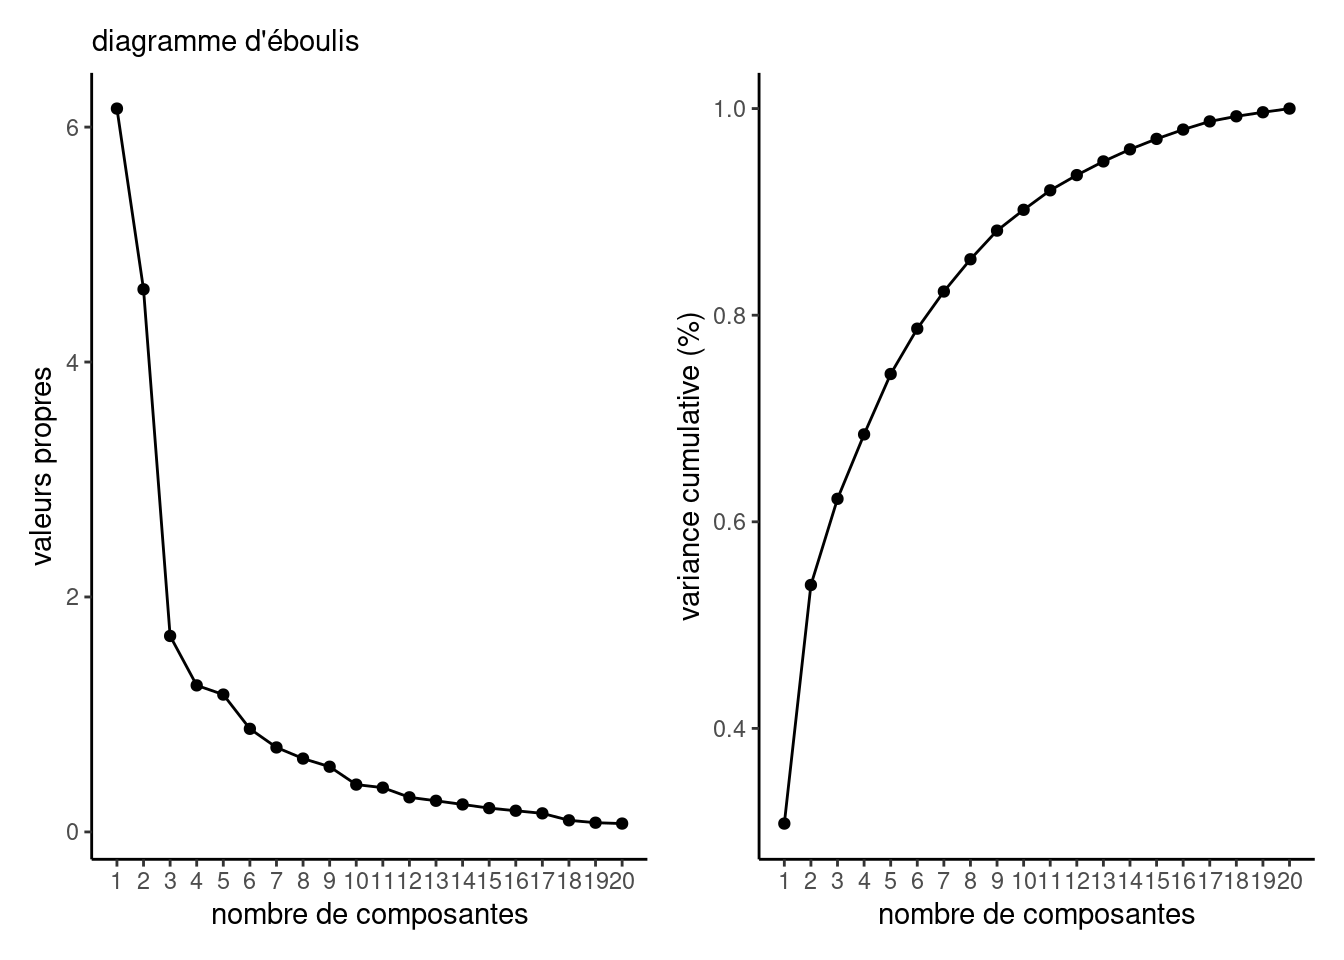 diagramme d'éboulis
6
4
2
0
valeurs propres
1 2 3 4 5 6 7 8 9 10 11 12 13 14 15 16 17 18 19 20
nombre de composantes
1.0
0.8
0.6
0.4
variance cumulative (%)
1 2 3 4 5 6 7 8 9 10 11 12 13 14 15 16 17 18 19 20
nombre de composantes